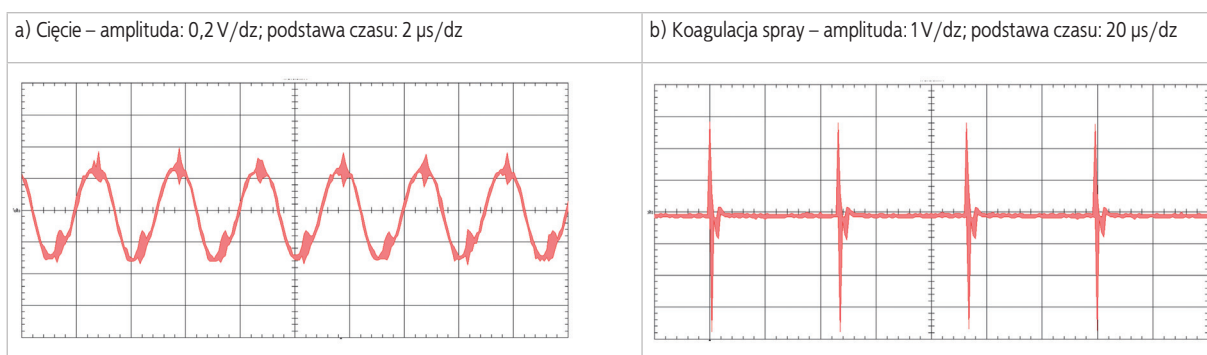 a) Cięcie – amplituda: 0,2 V/dz; podstawa czasu: 2 µs/dz
b) Koagulacja spray – amplituda: 1 V/dz; podstawa czasu: 20 µs/dz